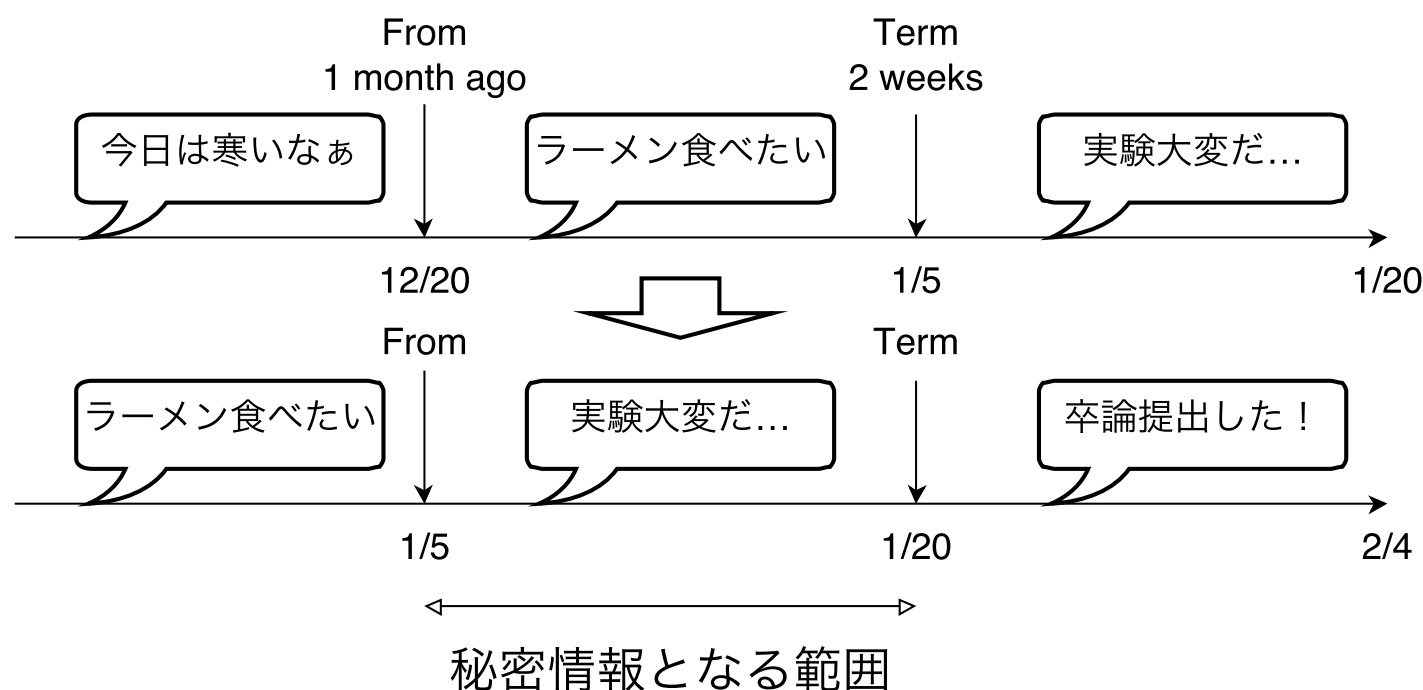 From
1 month ago
Term
2 weeks
今日は寒いなぁ
ラーメン食べたい
実験大変だ...
12/20
1/5
1/20
From
Term
ラーメン食べたい
実験大変だ...
卒論提出した！
1/5
1/20
2/4
秘密情報となる範囲